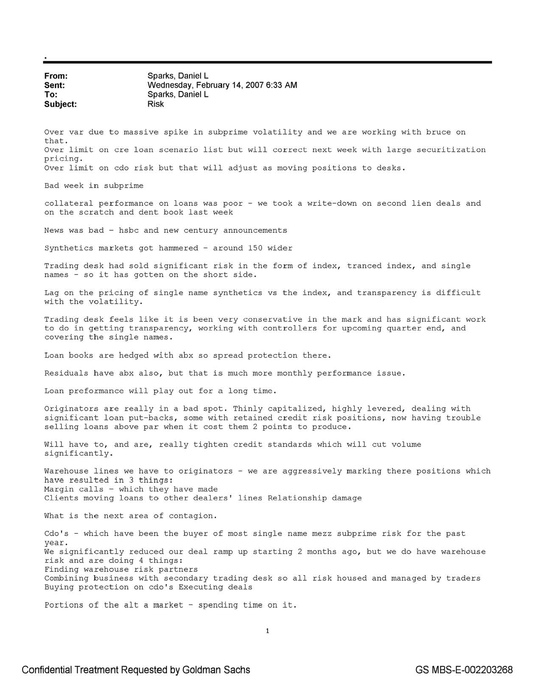 From: Sparks, Daniel L
Sent: Wednesday, February 14, 2007 6:33 AM
To: Sparks, Daniel L
Subject: Risk
Over var due to massive spike in subprime volatility and we are working with bruce on
that.
Over limit on cre loan scenario list but will correct next week with large securitization
pricing.
Over limit on cdo risk but that will adjust as moving positions to desks.
Bad week in subprime
collateral performance on loans was poor - we took a write-down on second lien deals and
on the scratch and dent book last week
News was bad - hsbc and new century announcements
Synthetics markets got hammered - around 150 wider
Trading desk had sold significant risk in the form of index, tranced index, and single
names - so it has gotten on the short side.
Lag on the pricing of single name synthetics vs the index, and transparency is difficult
with the volatility.
Trading desk feels like it is been very conservative in the mark and has significant work
to do in getting transparency, working with controllers for upcoming quarter end, and
covering the single names.
Loan books are hedged with abx so spread protection there.
Residuals have abx also, but that is much more monthly performance issue.
Loan preformance will play out for a long time.
Originators are really in a bad spot. Thinly capitalized, highly levered, dealing with
significant loan put-backs, some with retained credit risk positions, now having trouble
selling loans above par when it cost them 2 points to produce.
Will have to, and are, really tighten credit standards which will cut volume
significantly.
Warehouse lines we have to originators - we are aggressively marking there positions which
have resulted in 3 things:
Margin calls - which they have made
Clients moving loans to other dealers' lines Relationship damage
What is the next area of contagion.
Cdo's - which have been the buyer of most single name mezz subprime risk for the past
year.
We significantly reduced our deal ramp up starting 2 months ago, but we do have warehouse
risk and are doing 4 things:
Finding warehouse risk partners
Combining business with secondary trading desk so all risk housed and managed by traders
Buying protection on cdo's Executing deals
Portions of the alt a market - spending time on it.
1
Confidential Treatment Requested by Goldman Sachs
GS MBS-E-002203268